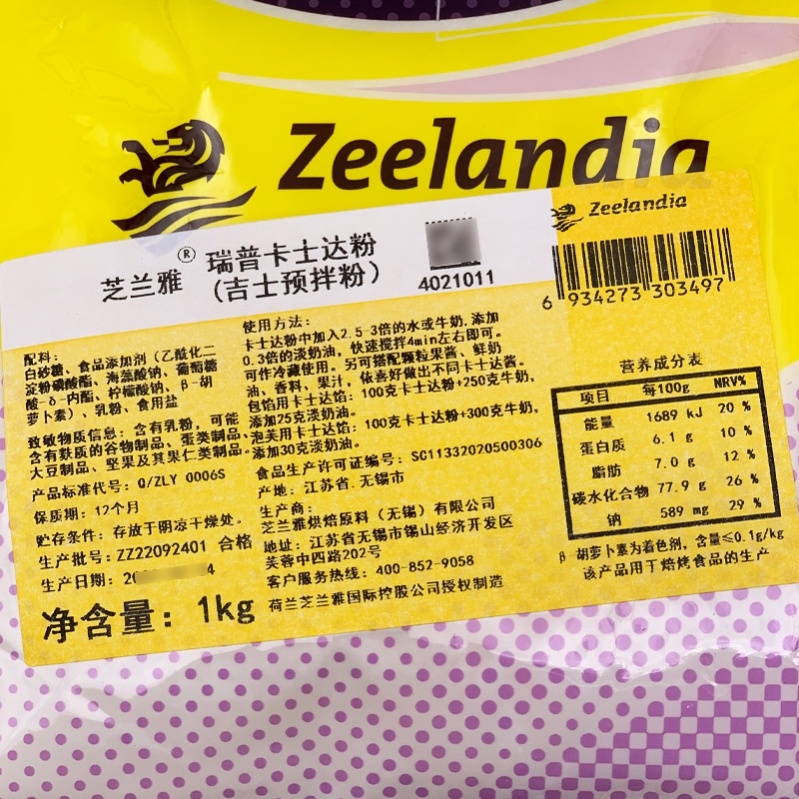 Zeelandia
Zeelandia
芝兰雅® 瑞普卡士达粉
(吉士预拌粉)
4021011
6 934273 303497
配料:
白砂糖、食品添加剂(乙酰化二
淀粉磷酸酯、海藻酸钠、葡萄糖
酸-δ-内酯、柠檬酸钠、β-胡
萝卜素)、乳粉、食用盐
致敏物质信息:含有乳粉,可能
含有麸质的谷物制品、蛋类制品、
大豆制品、坚果及其果仁类制品。
产品标准代号:Q/ZLY 0006S
保质期:12个月
贮存条件:存放于阴凉干燥处。
生产批号:ZZ22092401 合格
生产日期:20 4
净含量:1kg
使用方法:
卡士达粉中加入2.5-3倍的水或牛奶,添加
0.3倍的淡奶油,快速搅拌4min左右即可。
可作冷藏使用。另可搭配颗粒果酱、鲜奶
油、香料、果汁,依喜好做出不同卡士达酱。
包馅用卡士达馅:100克卡士达粉+250克牛奶,
添加25克淡奶油。
泡芙用卡士达馅:100克卡士达粉+300克牛奶,
添加30克淡奶油。
食品生产许可证编号:SC11332020500306
产地:江苏省.无锡市
生产商:
芝兰雅烘焙原料(无锡)有限公司
地址:江苏省无锡市锡山经济开发区
芙蓉中四路202号
客户服务热线:400-852-9058
荷兰芝兰雅国际控股公司授权制造
营养成分表
项目 每100g NRV%
能量 1689 kJ 20 %
蛋白质 6.1 g 10 %
脂肪 7.0 g 12 %
碳水化合物 77.9 g 26 %
钠 589 mg 29 %
β 胡萝卜素为着色剂,含量≤0.1g/kg
该产品用于焙烤食品的生产